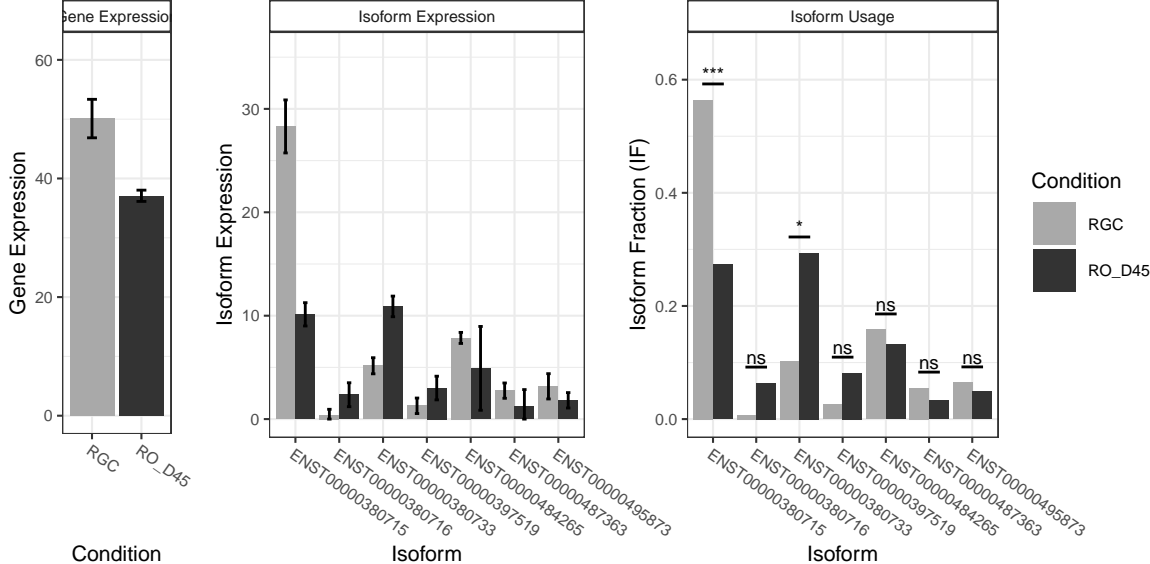 Gene Expression
Gene Expression
60
40
20
0
RGC
RO_D45
Condition
Isoform Expression
Isoform Expression
30
20
10
0
ENST00000380715
ENST00000380716
ENST00000380733
ENST00000397519
ENST00000484265
ENST00000487363
ENST00000495873
Isoform
Isoform Usage
Isoform Fraction (IF)
0.6
0.4
0.2
0.0
***
ns
*
ns
ns
ns
ns
ENST00000380715
ENST00000380716
ENST00000380733
ENST00000397519
ENST00000484265
ENST00000487363
ENST00000495873
Isoform
Condition
RGC
RO_D45